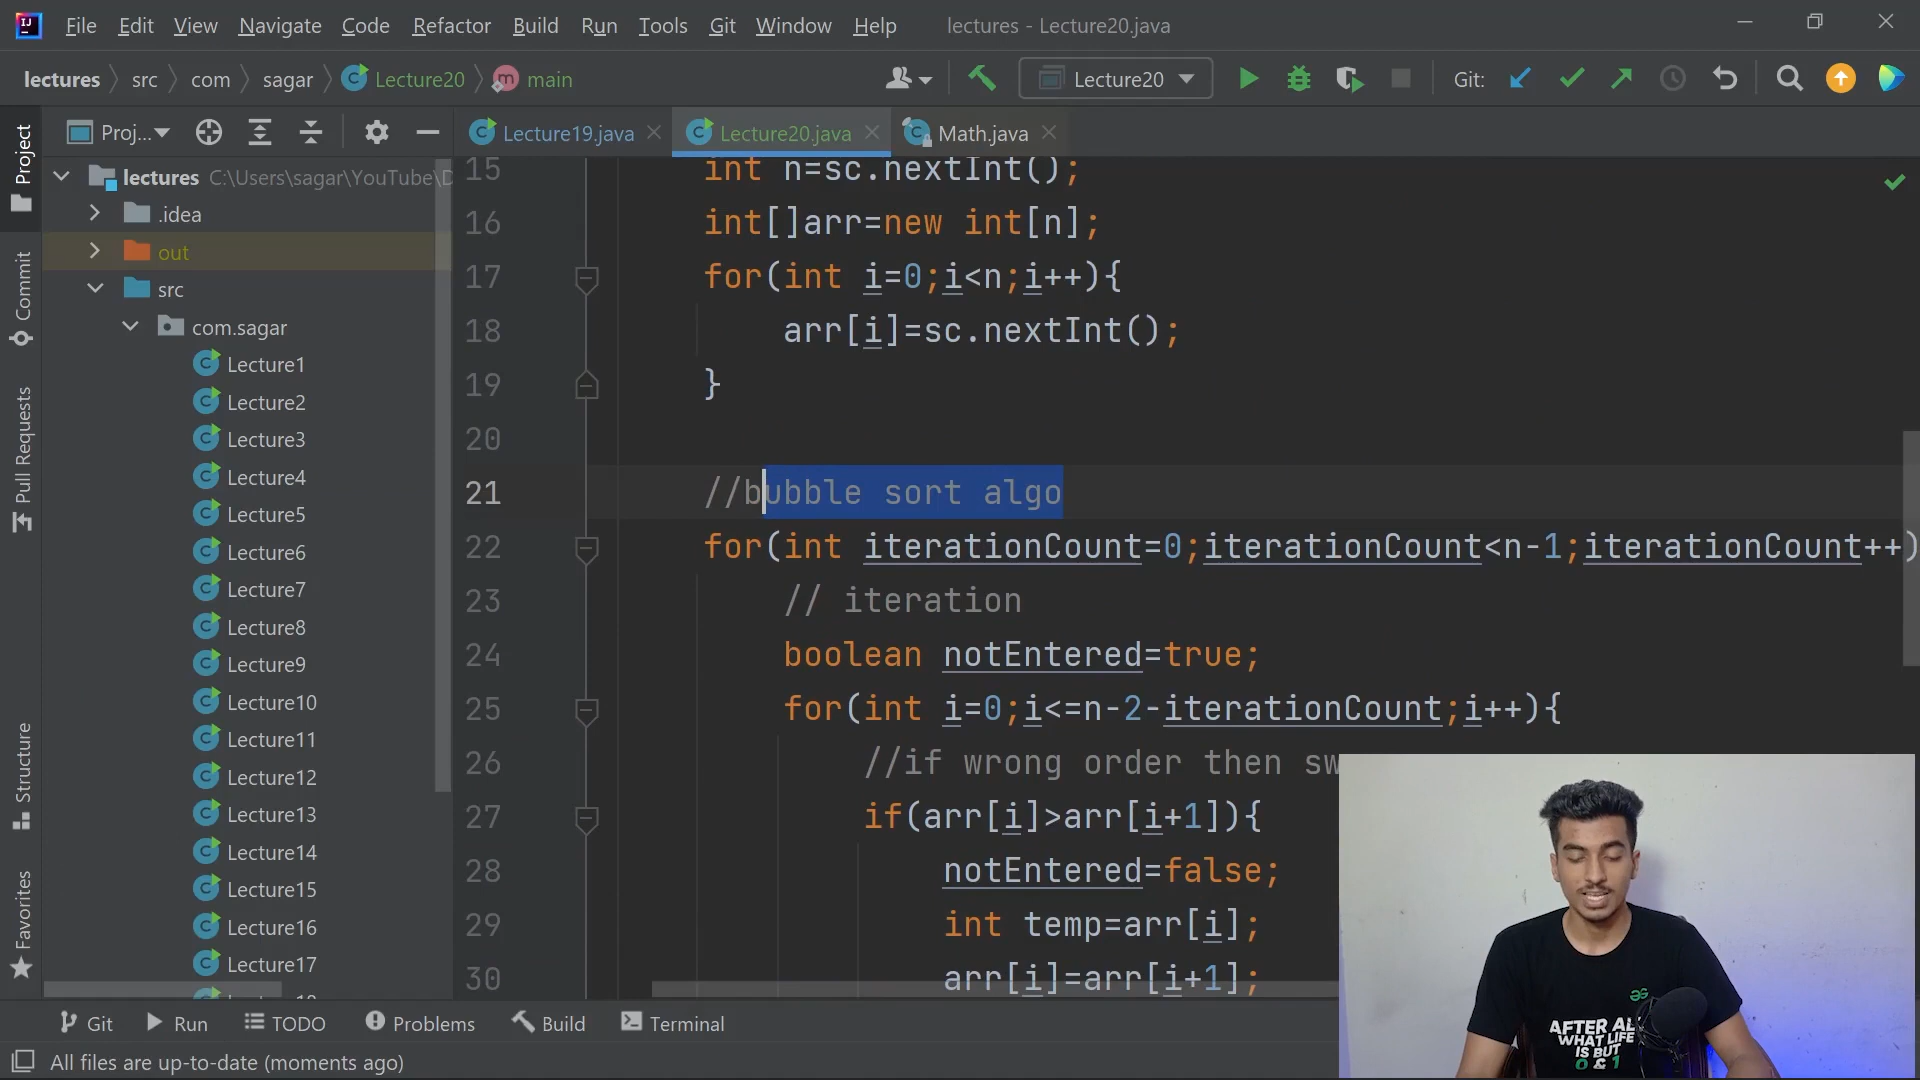 File Edit View Navigate Code Refactor Build Run Tools Git Window Help lectures - Lecture20.java
lectures src com sagar Lecture20 main Lecture20 Git:
Project
Commit
Pull Requests
Structure
Favorites
Proj...
lectures C:\Users\sagar\YouTube\D
.idea
out
src
com.sagar
Lecture1
Lecture2
Lecture3
Lecture4
Lecture5
Lecture6
Lecture7
Lecture8
Lecture9
Lecture10
Lecture11
Lecture12
Lecture13
Lecture14
Lecture15
Lecture16
Lecture17
Lecture19.java Lecture20.java Math.java
15 int n=sc.nextInt();
16 int[]arr=new int[n];
17 for(int i=0;i<n;i++){
18 arr[i]=sc.nextInt();
19 }
20
21 //bubble sort algo
22 for(int iterationCount=0;iterationCount<n-1;iterationCount++)
23 // iteration
24 boolean notEntered=true;
25 for(int i=0;i<=n-2-iterationCount;i++){
26 //if wrong order then sw
27 if(arr[i]>arr[i+1]){
28 notEntered=false;
29 int temp=arr[i];
30 arr[i]=arr[i+1];
AFTER AL
WHAT LIFE
IS BUT
0 & 1
Git Run TODO Problems Build Terminal
All files are up-to-date (moments ago)